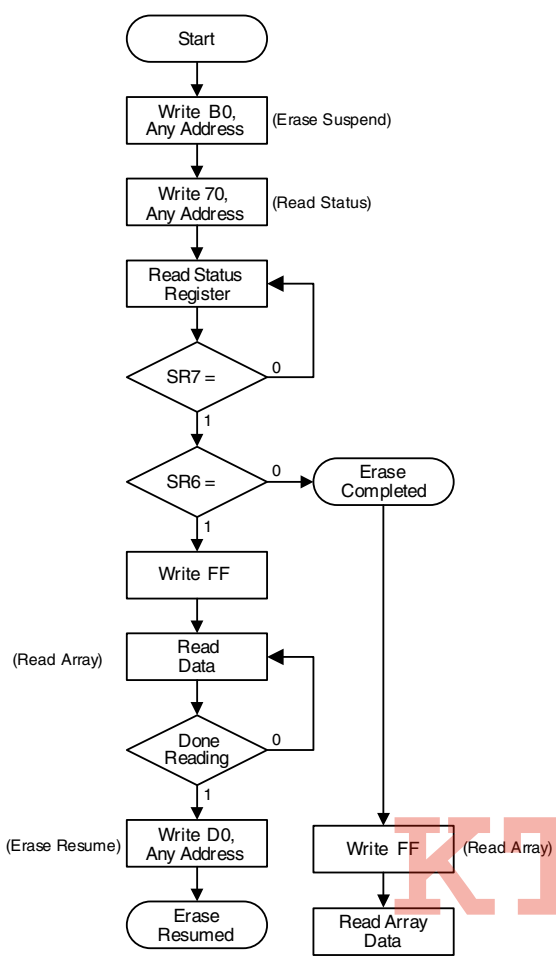 Start
Write B0,
Any Address
(Erase Suspend)
Write 70,
Any Address
(Read Status)
Read Status
Register
SR7 =
0
1
SR6 =
0
Erase
Completed
1
Write FF
(Read Array)
Read
Data
Done
Reading
0
1
(Erase Resume)
Write D0,
Any Address
Write FF
(Read Array)
Erase
Resumed
Read Array
Data